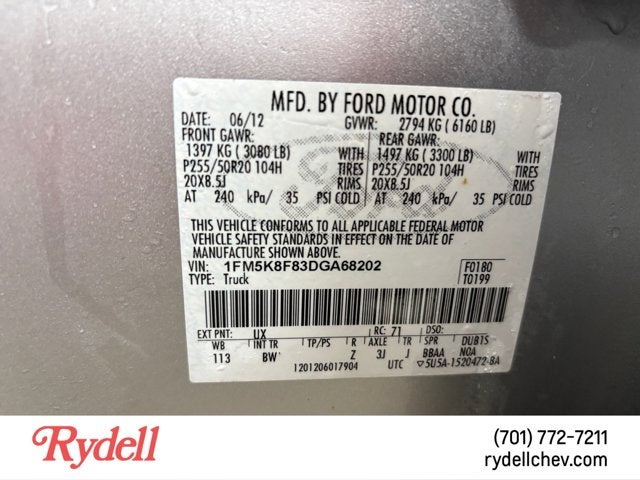 MFD. BY FORD MOTOR CO.
DATE: 06/12 GVWR: 2794 KG ( 6160 LB)
FRONT GAWR: REAR GAWR:
1397 KG ( 3080 LB) WITH 1497 KG ( 3300 LB) WITH
P255/50R20 104H TIRES P255/50R20 104H TIRES
20X8.5J RIMS 20X8.5J RIMS
AT 240 kPa/ 35 PSI COLD AT 240 kPa/ 35 PSI COLD
Ford
THIS VEHICLE CONFORMS TO ALL APPLICABLE FEDERAL MOTOR
VEHICLE SAFETY STANDARDS IN EFFECT ON THE DATE OF
MANUFACTURE SHOWN ABOVE.
VIN: 1FM5K8F83DGA68202 F0180
TYPE: Truck T0199
EXT PNT: UX RC: 71 DSO:
WB INT TR TP/PS R AXLE TR SPR DUB1S
113 BW Z 3J J BBAA NOA
1201206017904 UTC ▽5U5A-1520472-BA
Rydell
(701) 772-7211
rydellchev.com